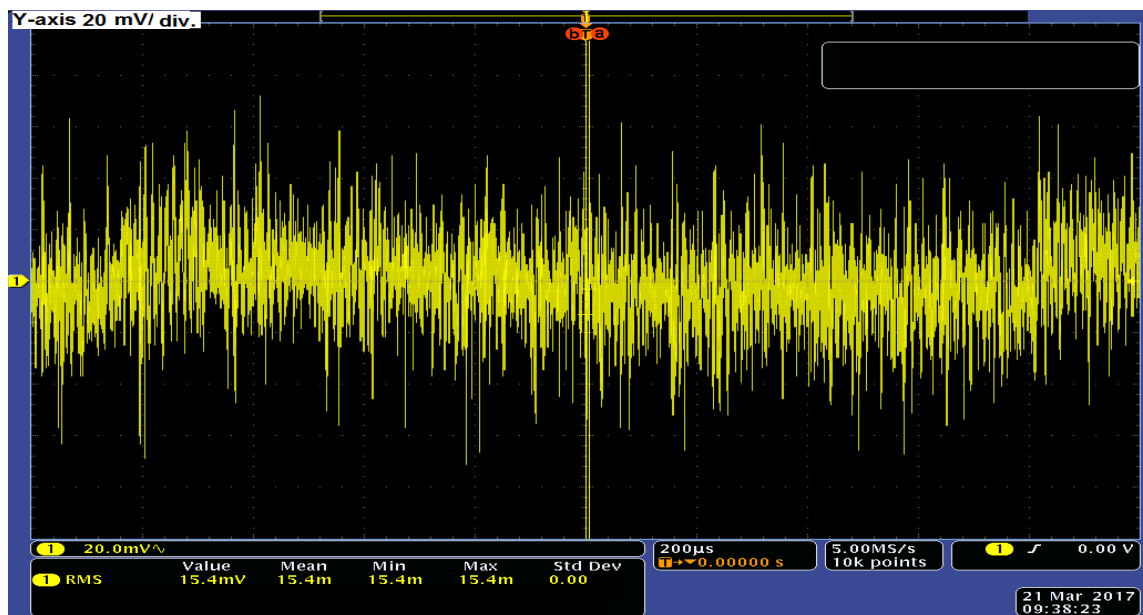 Y-axis 20 mV/ div.
1
b T a
1
1 20.0mV∿
200µs
T→▼0.00000 s
5.00MS/s
10k points
1 ʃ 0.00 V
Value Mean Min Max Std Dev
1 RMS 15.4mV 15.4m 15.4m 15.4m 0.00
21 Mar 2017
09:38:23